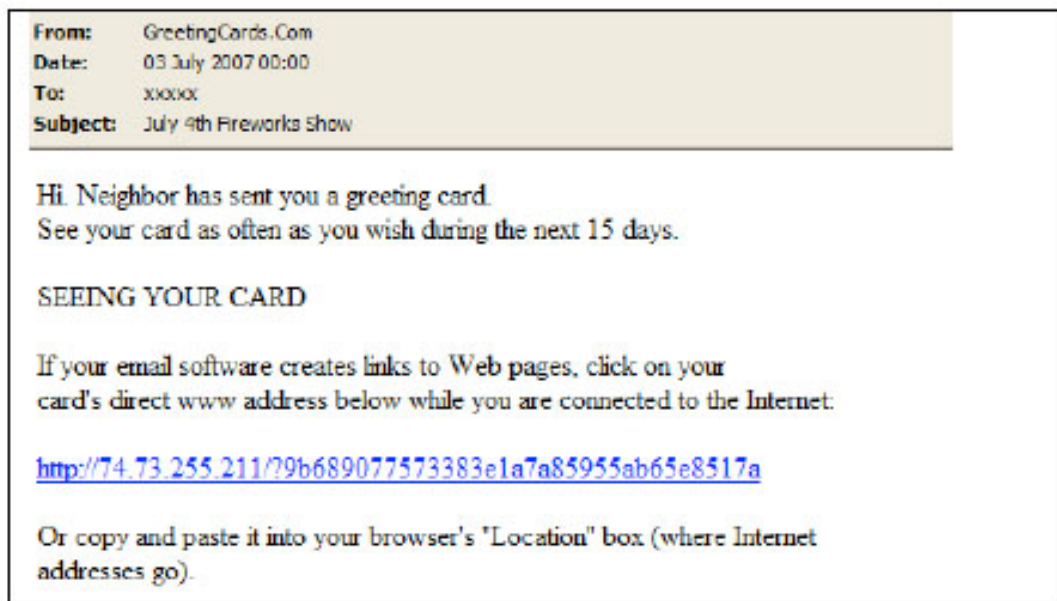 From: GreetingCards.Com
Date: 03 July 2007 00:00
To: xxxxx
Subject: July 4th Fireworks Show
Hi. Neighbor has sent you a greeting card.
See your card as often as you wish during the next 15 days.
SEEING YOUR CARD
If your email software creates links to Web pages, click on your
card's direct www address below while you are connected to the Internet:
http://74.73.255.211/?9b689077573383e1a7a85955ab65e8517a
Or copy and paste it into your browser's "Location" box (where Internet
addresses go).